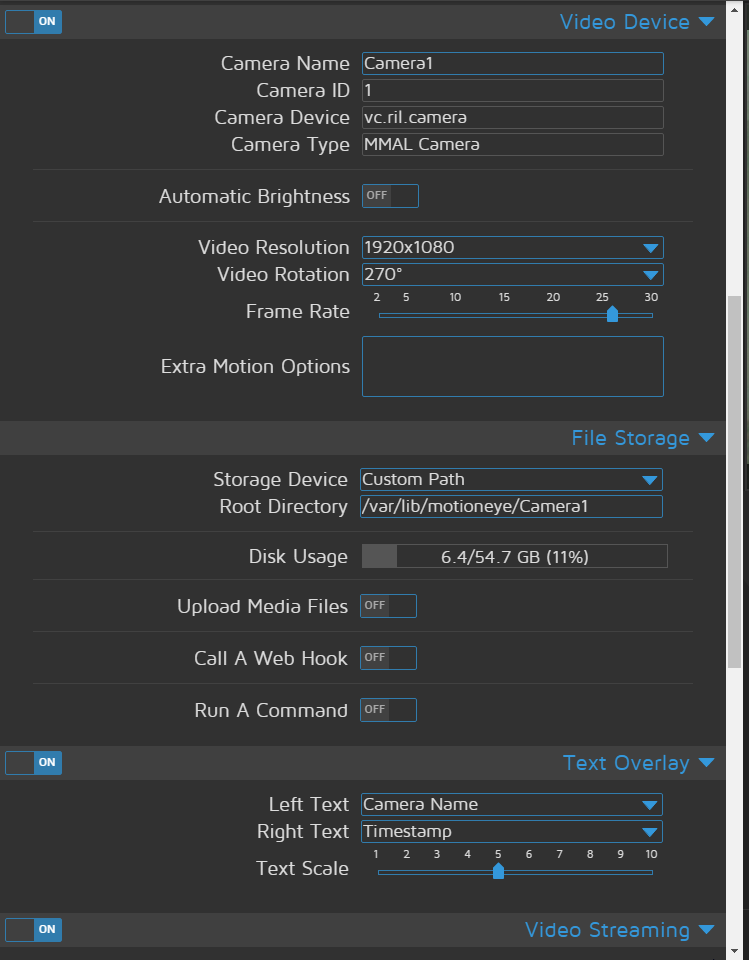 ON Video Device
Camera Name Camera1
Camera ID 1
Camera Device vc.ril.camera
Camera Type MMAL Camera
Automatic Brightness OFF
Video Resolution 1920x1080
Video Rotation 270°
2 5 10 15 20 25 30
Frame Rate
Extra Motion Options
File Storage
Storage Device Custom Path
Root Directory /var/lib/motioneye/Camera1
Disk Usage 6.4/54.7 GB (11%)
Upload Media Files OFF
Call A Web Hook OFF
Run A Command OFF
ON Text Overlay
Left Text Camera Name
Right Text Timestamp
1 2 3 4 5 6 7 8 9 10
Text Scale
ON Video Streaming